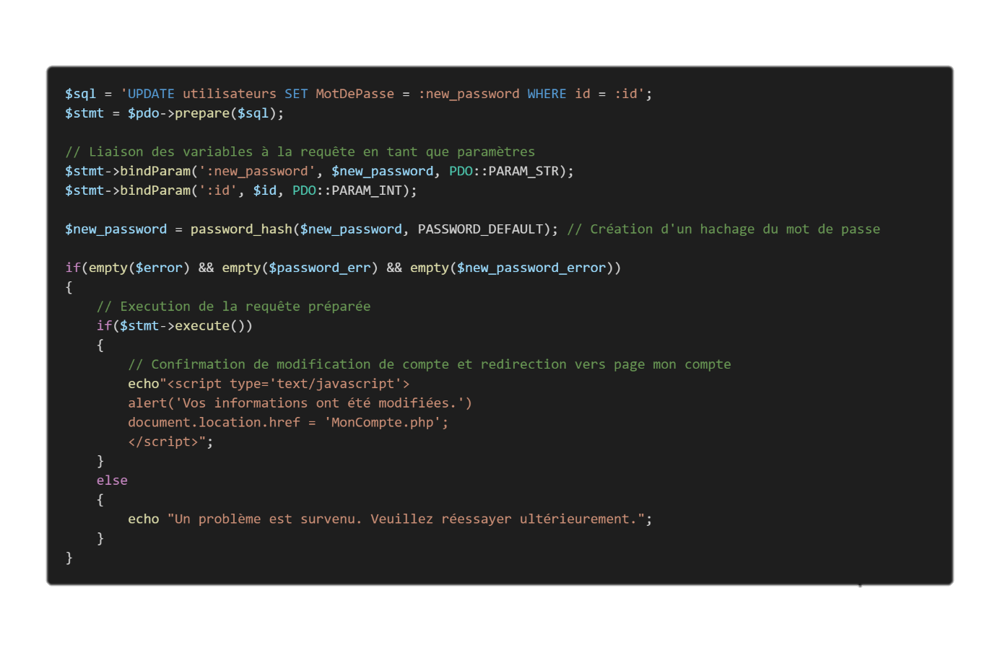 $sql = 'UPDATE utilisateurs SET MotDePasse = :new_password WHERE id = :id';
$stmt = $pdo->prepare($sql);
// Liaison des variables à la requête en tant que paramètres
$stmt->bindParam(':new_password', $new_password, PDO::PARAM_STR);
$stmt->bindParam(':id', $id, PDO::PARAM_INT);
$new_password = password_hash($new_password, PASSWORD_DEFAULT); // Création d'un hachage du mot de passe
if(empty($error) && empty($password_err) && empty($new_password_error))
{
    // Execution de la requête préparée
    if($stmt->execute())
    {
        // Confirmation de modification de compte et redirection vers page mon compte
        echo"<script type='text/javascript'>
        alert('Vos informations ont été modifiées.')
        document.location.href = 'MonCompte.php';
        </script>";
    }
    else
    {
        echo "Un problème est survenu. Veuillez réessayer ultérieurement.";
    }
}